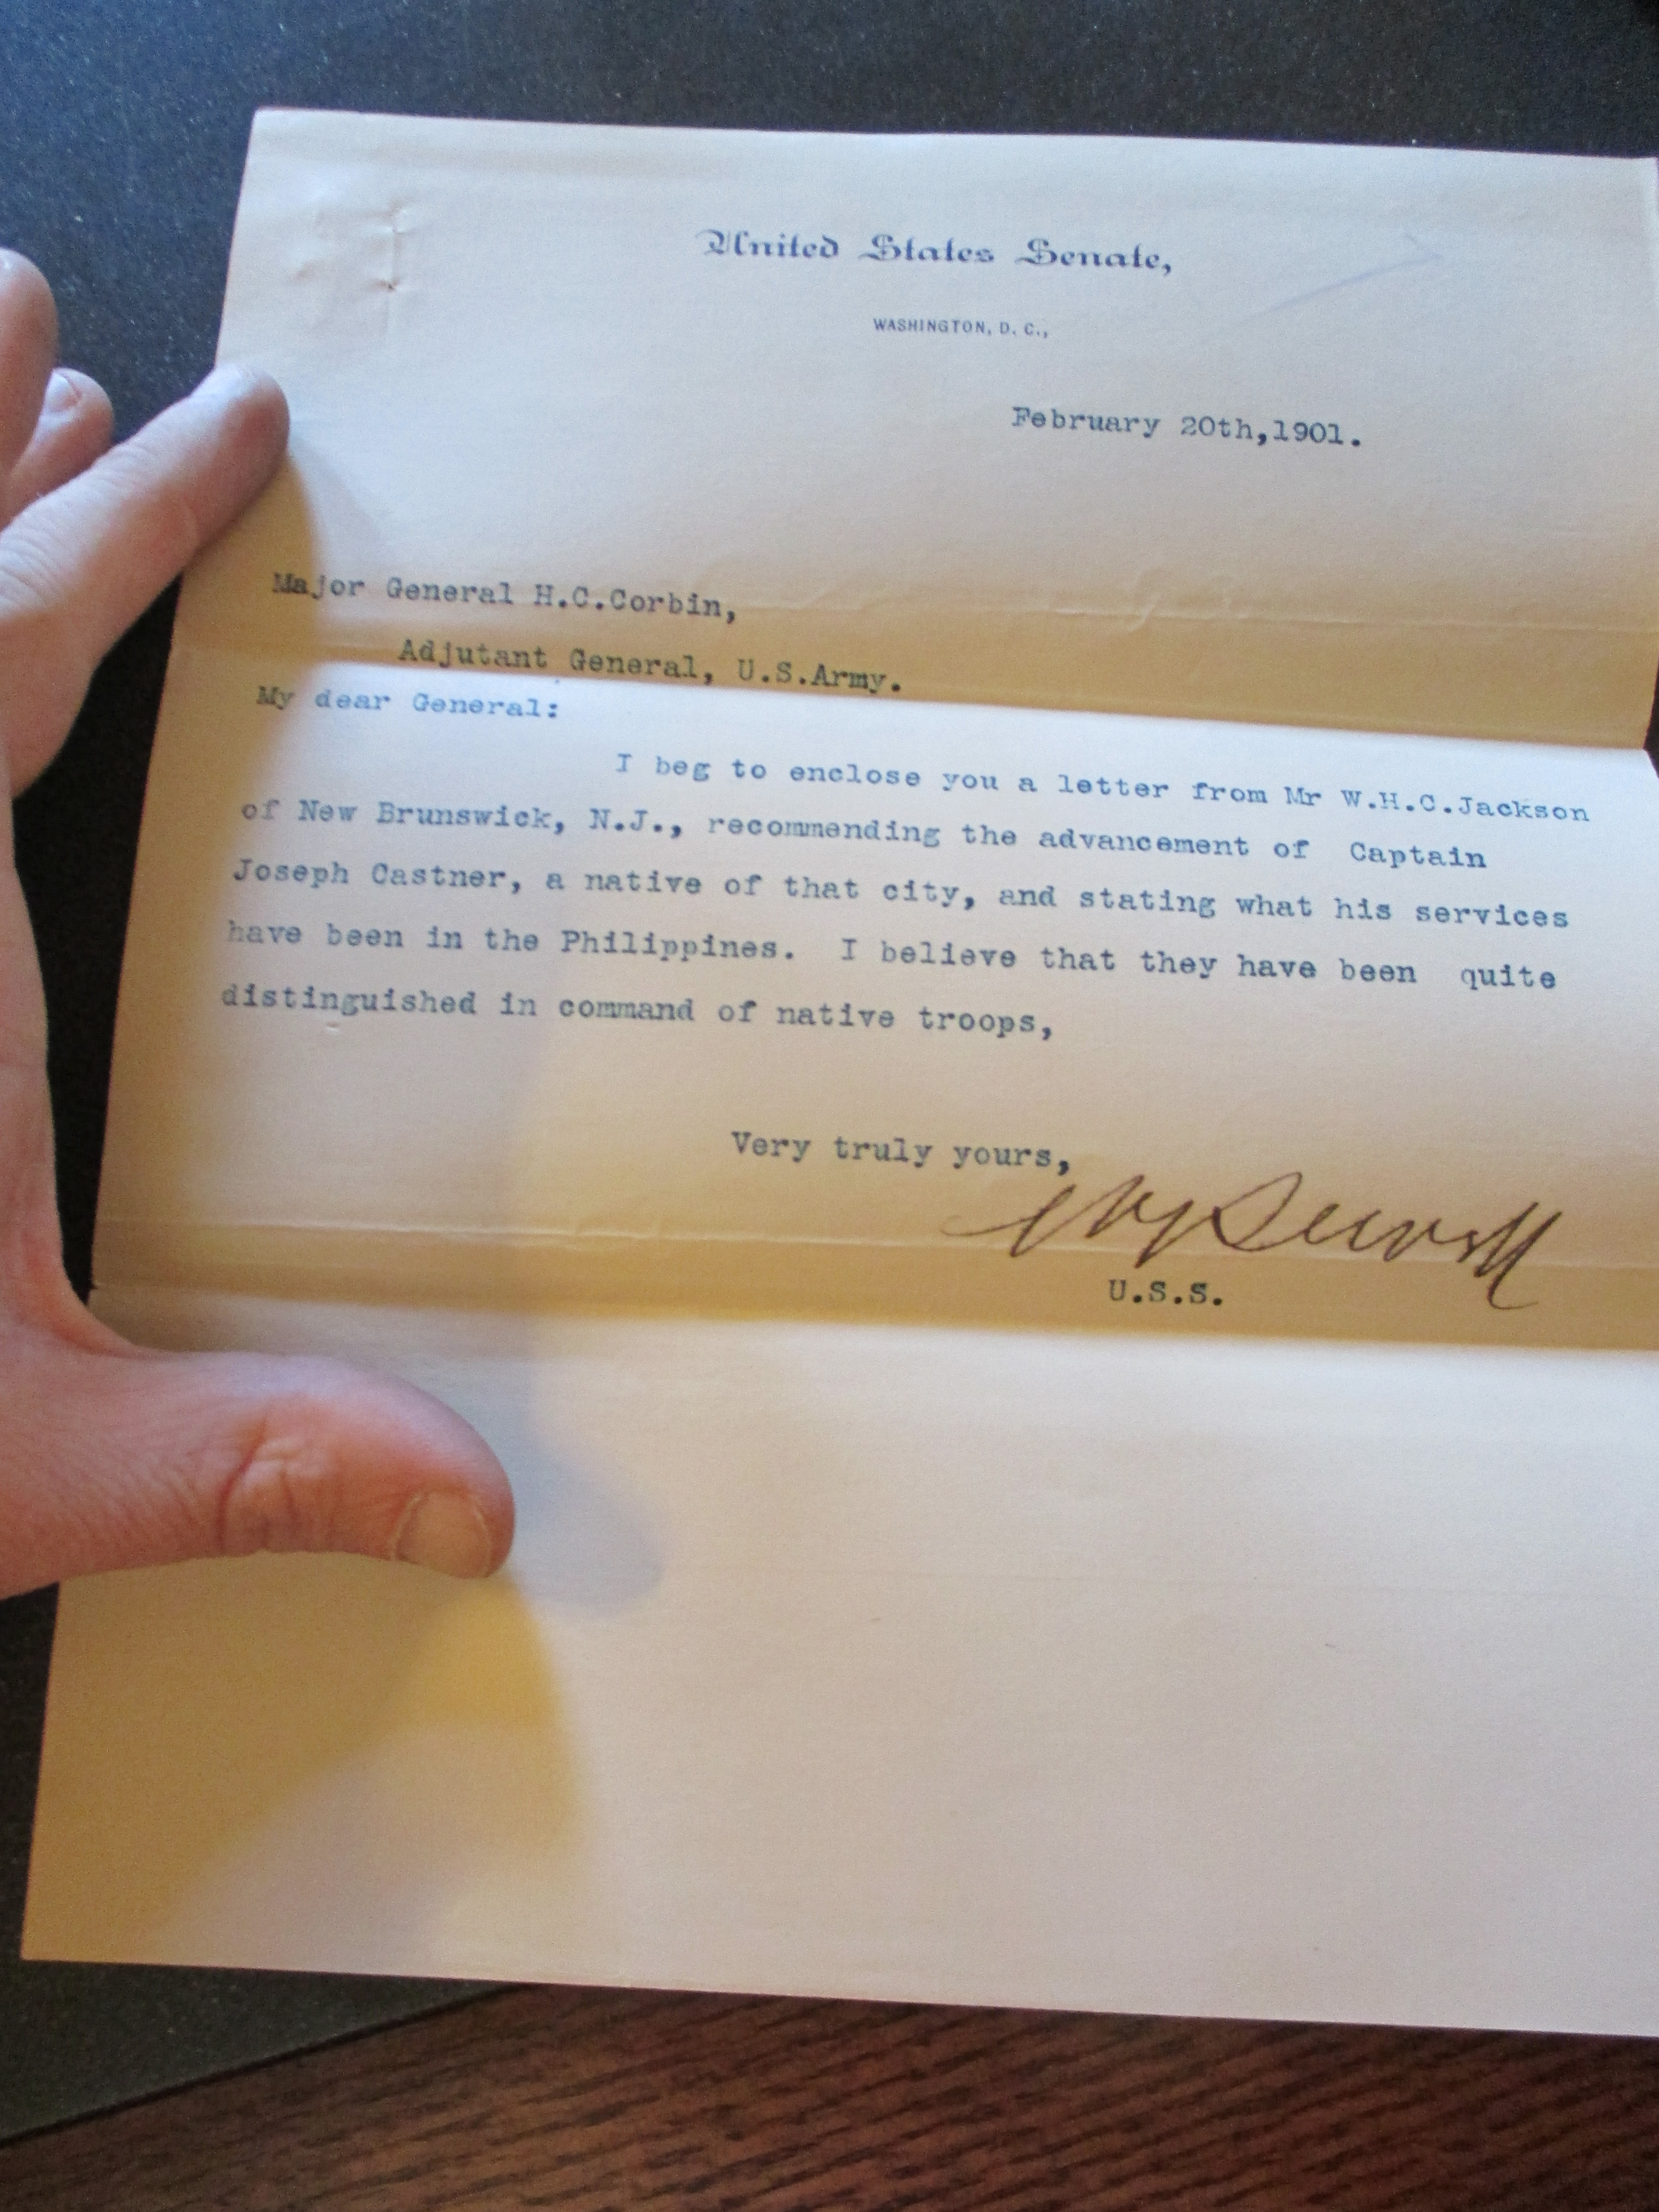 United States Senate,
WASHINGTON, D. C.,
February 20th,1901.
Major General H.C.Corbin,
Adjutant General, U.S.Army.
My dear General:
I beg to enclose you a letter from Mr W.H.C.Jackson
of New Brunswick, N.J., recommending the advancement of Captain
Joseph Castner, a native of that city, and stating what his services
have been in the Philippines. I believe that they have been quite
distinguished in command of native troops,
Very truly yours,
WJSewell
U.S.S.